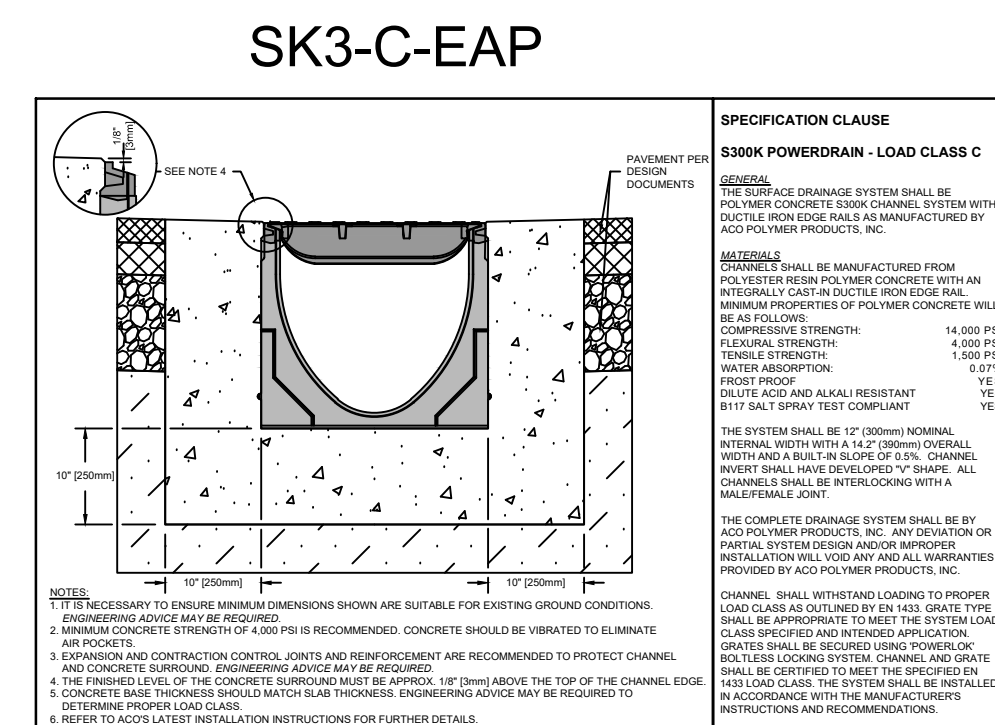 SK3-C-EAP
1/8"
[3mm]
SEE NOTE 4
PAVEMENT PER
DESIGN
DOCUMENTS
10" [250mm]
10" [250mm]
10" [250mm]
NOTES:
1. IT IS NECESSARY TO ENSURE MINIMUM DIMENSIONS SHOWN ARE SUITABLE FOR EXISTING GROUND CONDITIONS.
ENGINEERING ADVICE MAY BE REQUIRED.
2. MINIMUM CONCRETE STRENGTH OF 4,000 PSI IS RECOMMENDED. CONCRETE SHOULD BE VIBRATED TO ELIMINATE
AIR POCKETS.
3. EXPANSION AND CONTRACTION CONTROL JOINTS AND REINFORCEMENT ARE RECOMMENDED TO PROTECT CHANNEL
AND CONCRETE SURROUND. ENGINEERING ADVICE MAY BE REQUIRED.
4. THE FINISHED LEVEL OF THE CONCRETE SURROUND MUST BE APPROX. 1/8" [3mm] ABOVE THE TOP OF THE CHANNEL EDGE.
5. CONCRETE BASE THICKNESS SHOULD MATCH SLAB THICKNESS. ENGINEERING ADVICE MAY BE REQUIRED TO
DETERMINE PROPER LOAD CLASS.
6. REFER TO ACO'S LATEST INSTALLATION INSTRUCTIONS FOR FURTHER DETAILS.
SPECIFICATION CLAUSE
S300K POWERDRAIN - LOAD CLASS C
GENERAL
THE SURFACE DRAINAGE SYSTEM SHALL BE
POLYMER CONCRETE S300K CHANNEL SYSTEM WITH
DUCTILE IRON EDGE RAILS AS MANUFACTURED BY
ACO POLYMER PRODUCTS, INC.
MATERIALS
CHANNELS SHALL BE MANUFACTURED FROM
POLYESTER RESIN POLYMER CONCRETE WITH AN
INTEGRALLY CAST-IN DUCTILE IRON EDGE RAIL.
MINIMUM PROPERTIES OF POLYMER CONCRETE WILL
BE AS FOLLOWS:
COMPRESSIVE STRENGTH: 14,000 PS
FLEXURAL STRENGTH: 4,000 PS
TENSILE STRENGTH: 1,500 PS
WATER ABSORPTION: 0.07%
FROST PROOF YE
DILUTE ACID AND ALKALI RESISTANT YE
B117 SALT SPRAY TEST COMPLIANT YE
THE SYSTEM SHALL BE 12" (300mm) NOMINAL
INTERNAL WIDTH WITH A 14.2" (390mm) OVERALL
WIDTH AND A BUILT-IN SLOPE OF 0.5%. CHANNEL
INVERT SHALL HAVE DEVELOPED "V" SHAPE. ALL
CHANNELS SHALL BE INTERLOCKING WITH A
MALE/FEMALE JOINT.
THE COMPLETE DRAINAGE SYSTEM SHALL BE BY
ACO POLYMER PRODUCTS, INC. ANY DEVIATION OR
PARTIAL SYSTEM DESIGN AND/OR IMPROPER
INSTALLATION WILL VOID ANY AND ALL WARRANTIES
PROVIDED BY ACO POLYMER PRODUCTS, INC.
CHANNEL SHALL WITHSTAND LOADING TO PROPER
LOAD CLASS AS OUTLINED BY EN 1433. GRATE TYPE
SHALL BE APPROPRIATE TO MEET THE SYSTEM LOAD
CLASS SPECIFIED AND INTENDED APPLICATION.
GRATES SHALL BE SECURED USING 'POWERLOK'
BOLTLESS LOCKING SYSTEM. CHANNEL AND GRATE
SHALL BE CERTIFIED TO MEET THE SPECIFIED EN
1433 LOAD CLASS. THE SYSTEM SHALL BE INSTALLED
IN ACCORDANCE WITH THE MANUFACTURER'S
INSTRUCTIONS AND RECOMMENDATIONS.